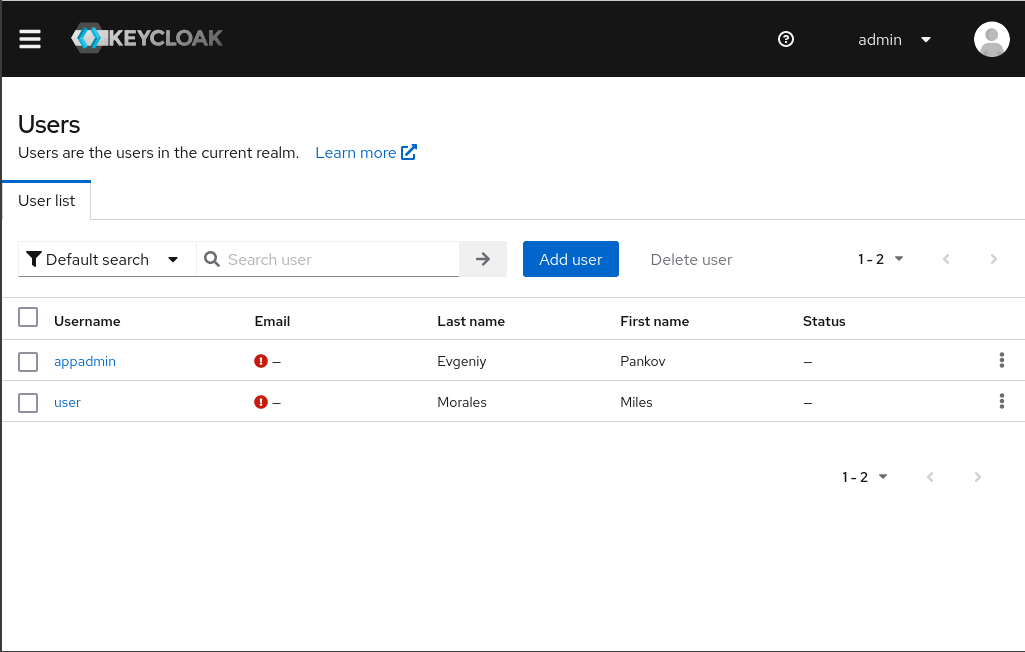 KEYCLOAK admin
Users
Users are the users in the current realm. Learn more
User list
Default search Search user Add user Delete user 1 - 2
Username Email Last name First name Status
appadmin – Evgeniy Pankov –
user – Morales Miles –
1 - 2